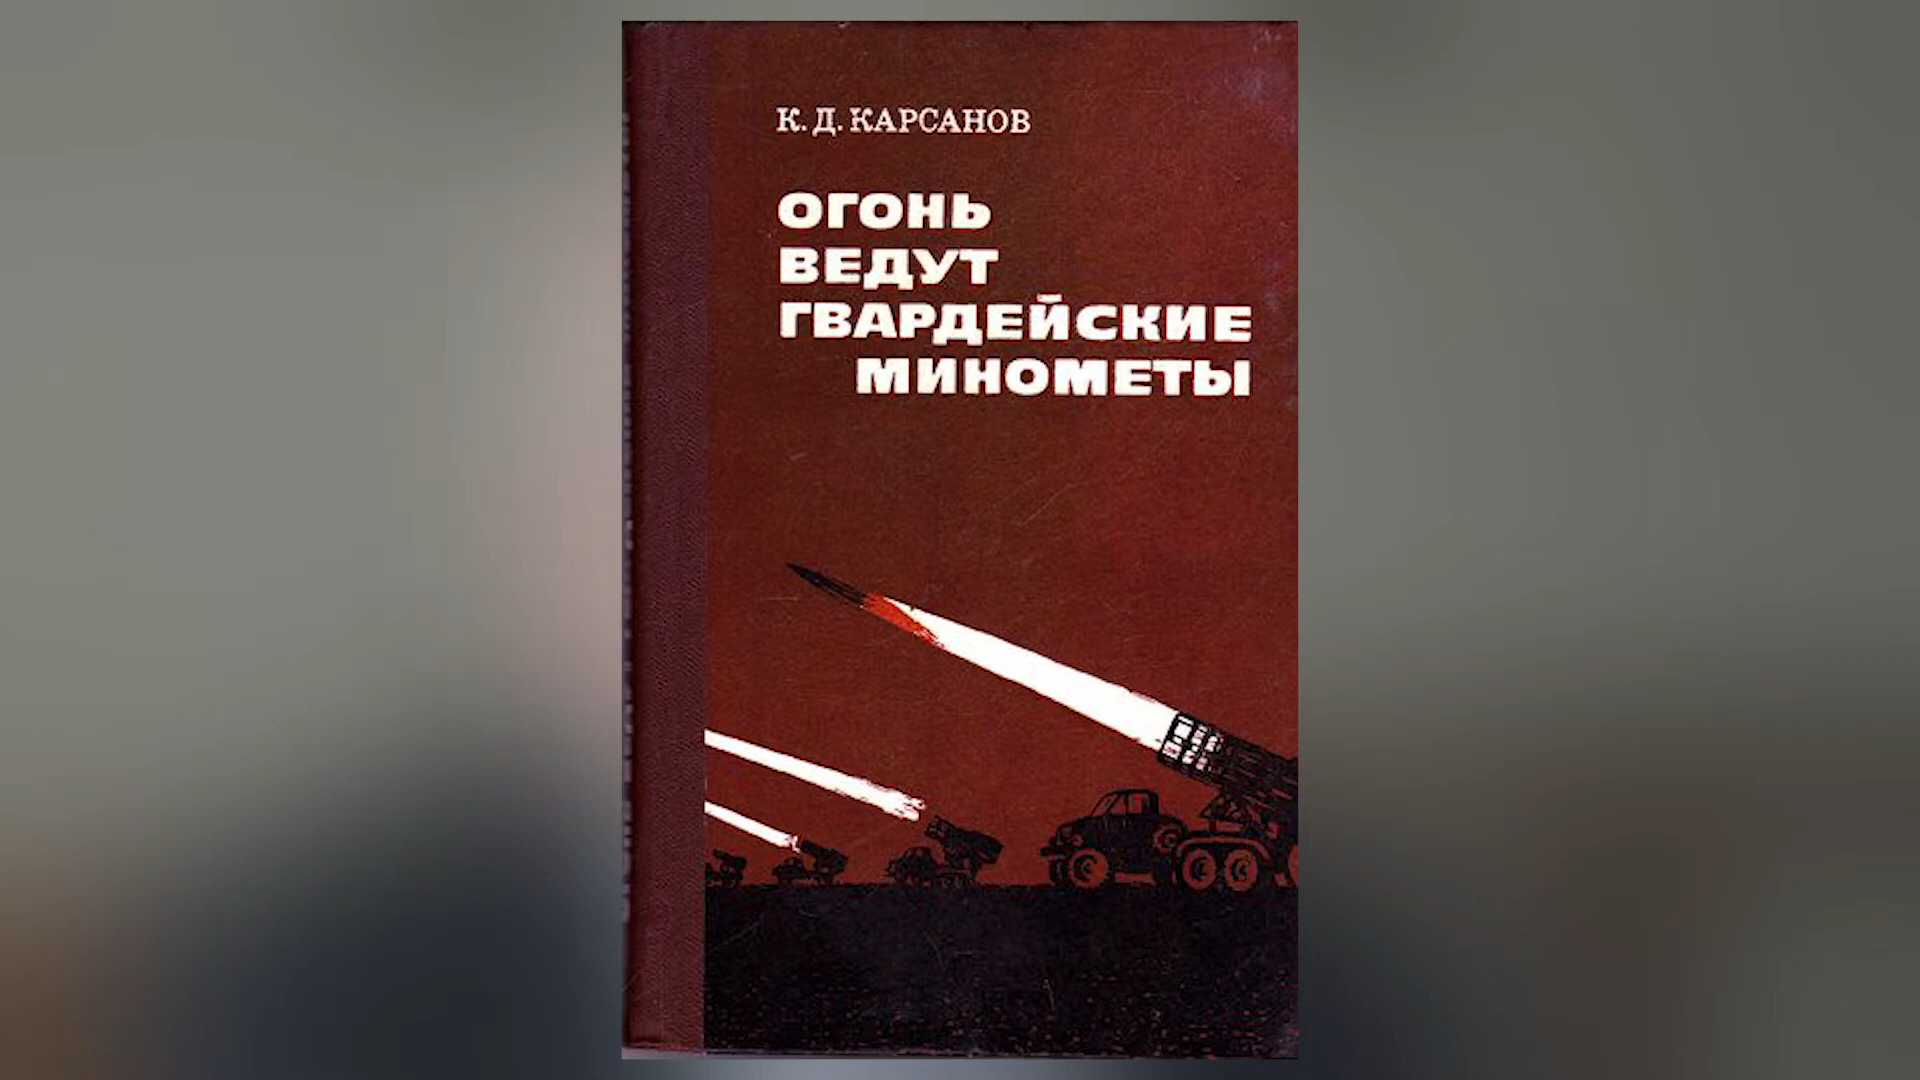 К. Д. КАРСАНОВ
ОГОНЬ
ВЕДУТ
ГВАРДЕЙСКИЕ
МИНОМЕТЫ